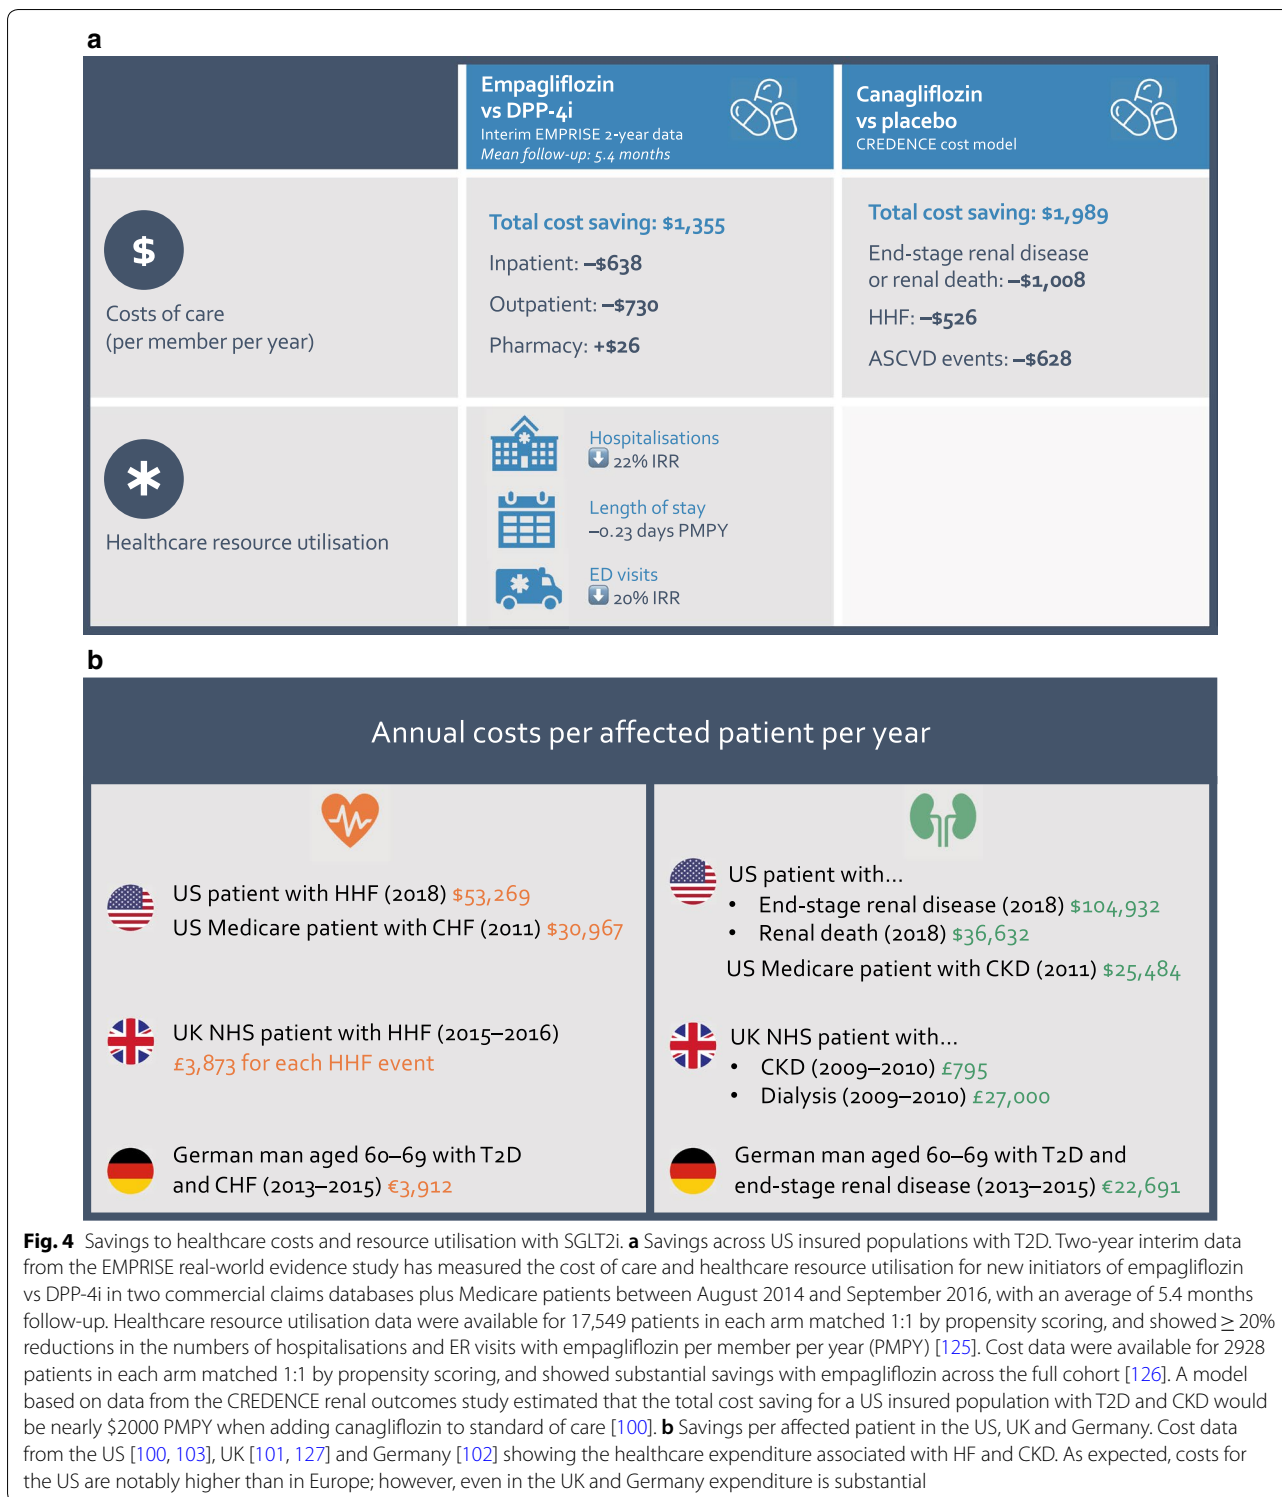 a
Empagliflozin
vs DPP-4i
Interim EMPRISE 2-year data
Mean follow-up: 5.4 months
Canagliflozin
vs placebo
CREDENCE cost model
$
Costs of care
(per member per year)
Total cost saving: $1,355
Inpatient: –$638
Outpatient: –$730
Pharmacy: +$26
Total cost saving: $1,989
End-stage renal disease
or renal death: –$1,008
HHF: –$526
ASCVD events: –$628
Healthcare resource utilisation
Hospitalisations
⬇ 22% IRR
Length of stay
–0.23 days PMPY
ED visits
⬇ 20% IRR
b
Annual costs per affected patient per year
US patient with HHF (2018) $53,269
US Medicare patient with CHF (2011) $30,967
UK NHS patient with HHF (2015–2016)
£3,873 for each HHF event
German man aged 60–69 with T2D
and CHF (2013–2015) €3,912
US patient with...
• End-stage renal disease (2018) $104,932
• Renal death (2018) $36,632
US Medicare patient with CKD (2011) $25,484
UK NHS patient with...
• CKD (2009–2010) £795
• Dialysis (2009–2010) £27,000
German man aged 60–69 with T2D and
end-stage renal disease (2013–2015) €22,691
Fig. 4 Savings to healthcare costs and resource utilisation with SGLT2i. a Savings across US insured populations with T2D. Two-year interim data
from the EMPRISE real-world evidence study has measured the cost of care and healthcare resource utilisation for new initiators of empagliflozin
vs DPP-4i in two commercial claims databases plus Medicare patients between August 2014 and September 2016, with an average of 5.4 months
follow-up. Healthcare resource utilisation data were available for 17,549 patients in each arm matched 1:1 by propensity scoring, and showed ≥ 20%
reductions in the numbers of hospitalisations and ER visits with empagliflozin per member per year (PMPY) [125]. Cost data were available for 2928
patients in each arm matched 1:1 by propensity scoring, and showed substantial savings with empagliflozin across the full cohort [126]. A model
based on data from the CREDENCE renal outcomes study estimated that the total cost saving for a US insured population with T2D and CKD would
be nearly $2000 PMPY when adding canagliflozin to standard of care [100]. b Savings per affected patient in the US, UK and Germany. Cost data
from the US [100, 103], UK [101, 127] and Germany [102] showing the healthcare expenditure associated with HF and CKD. As expected, costs for
the US are notably higher than in Europe; however, even in the UK and Germany expenditure is substantial